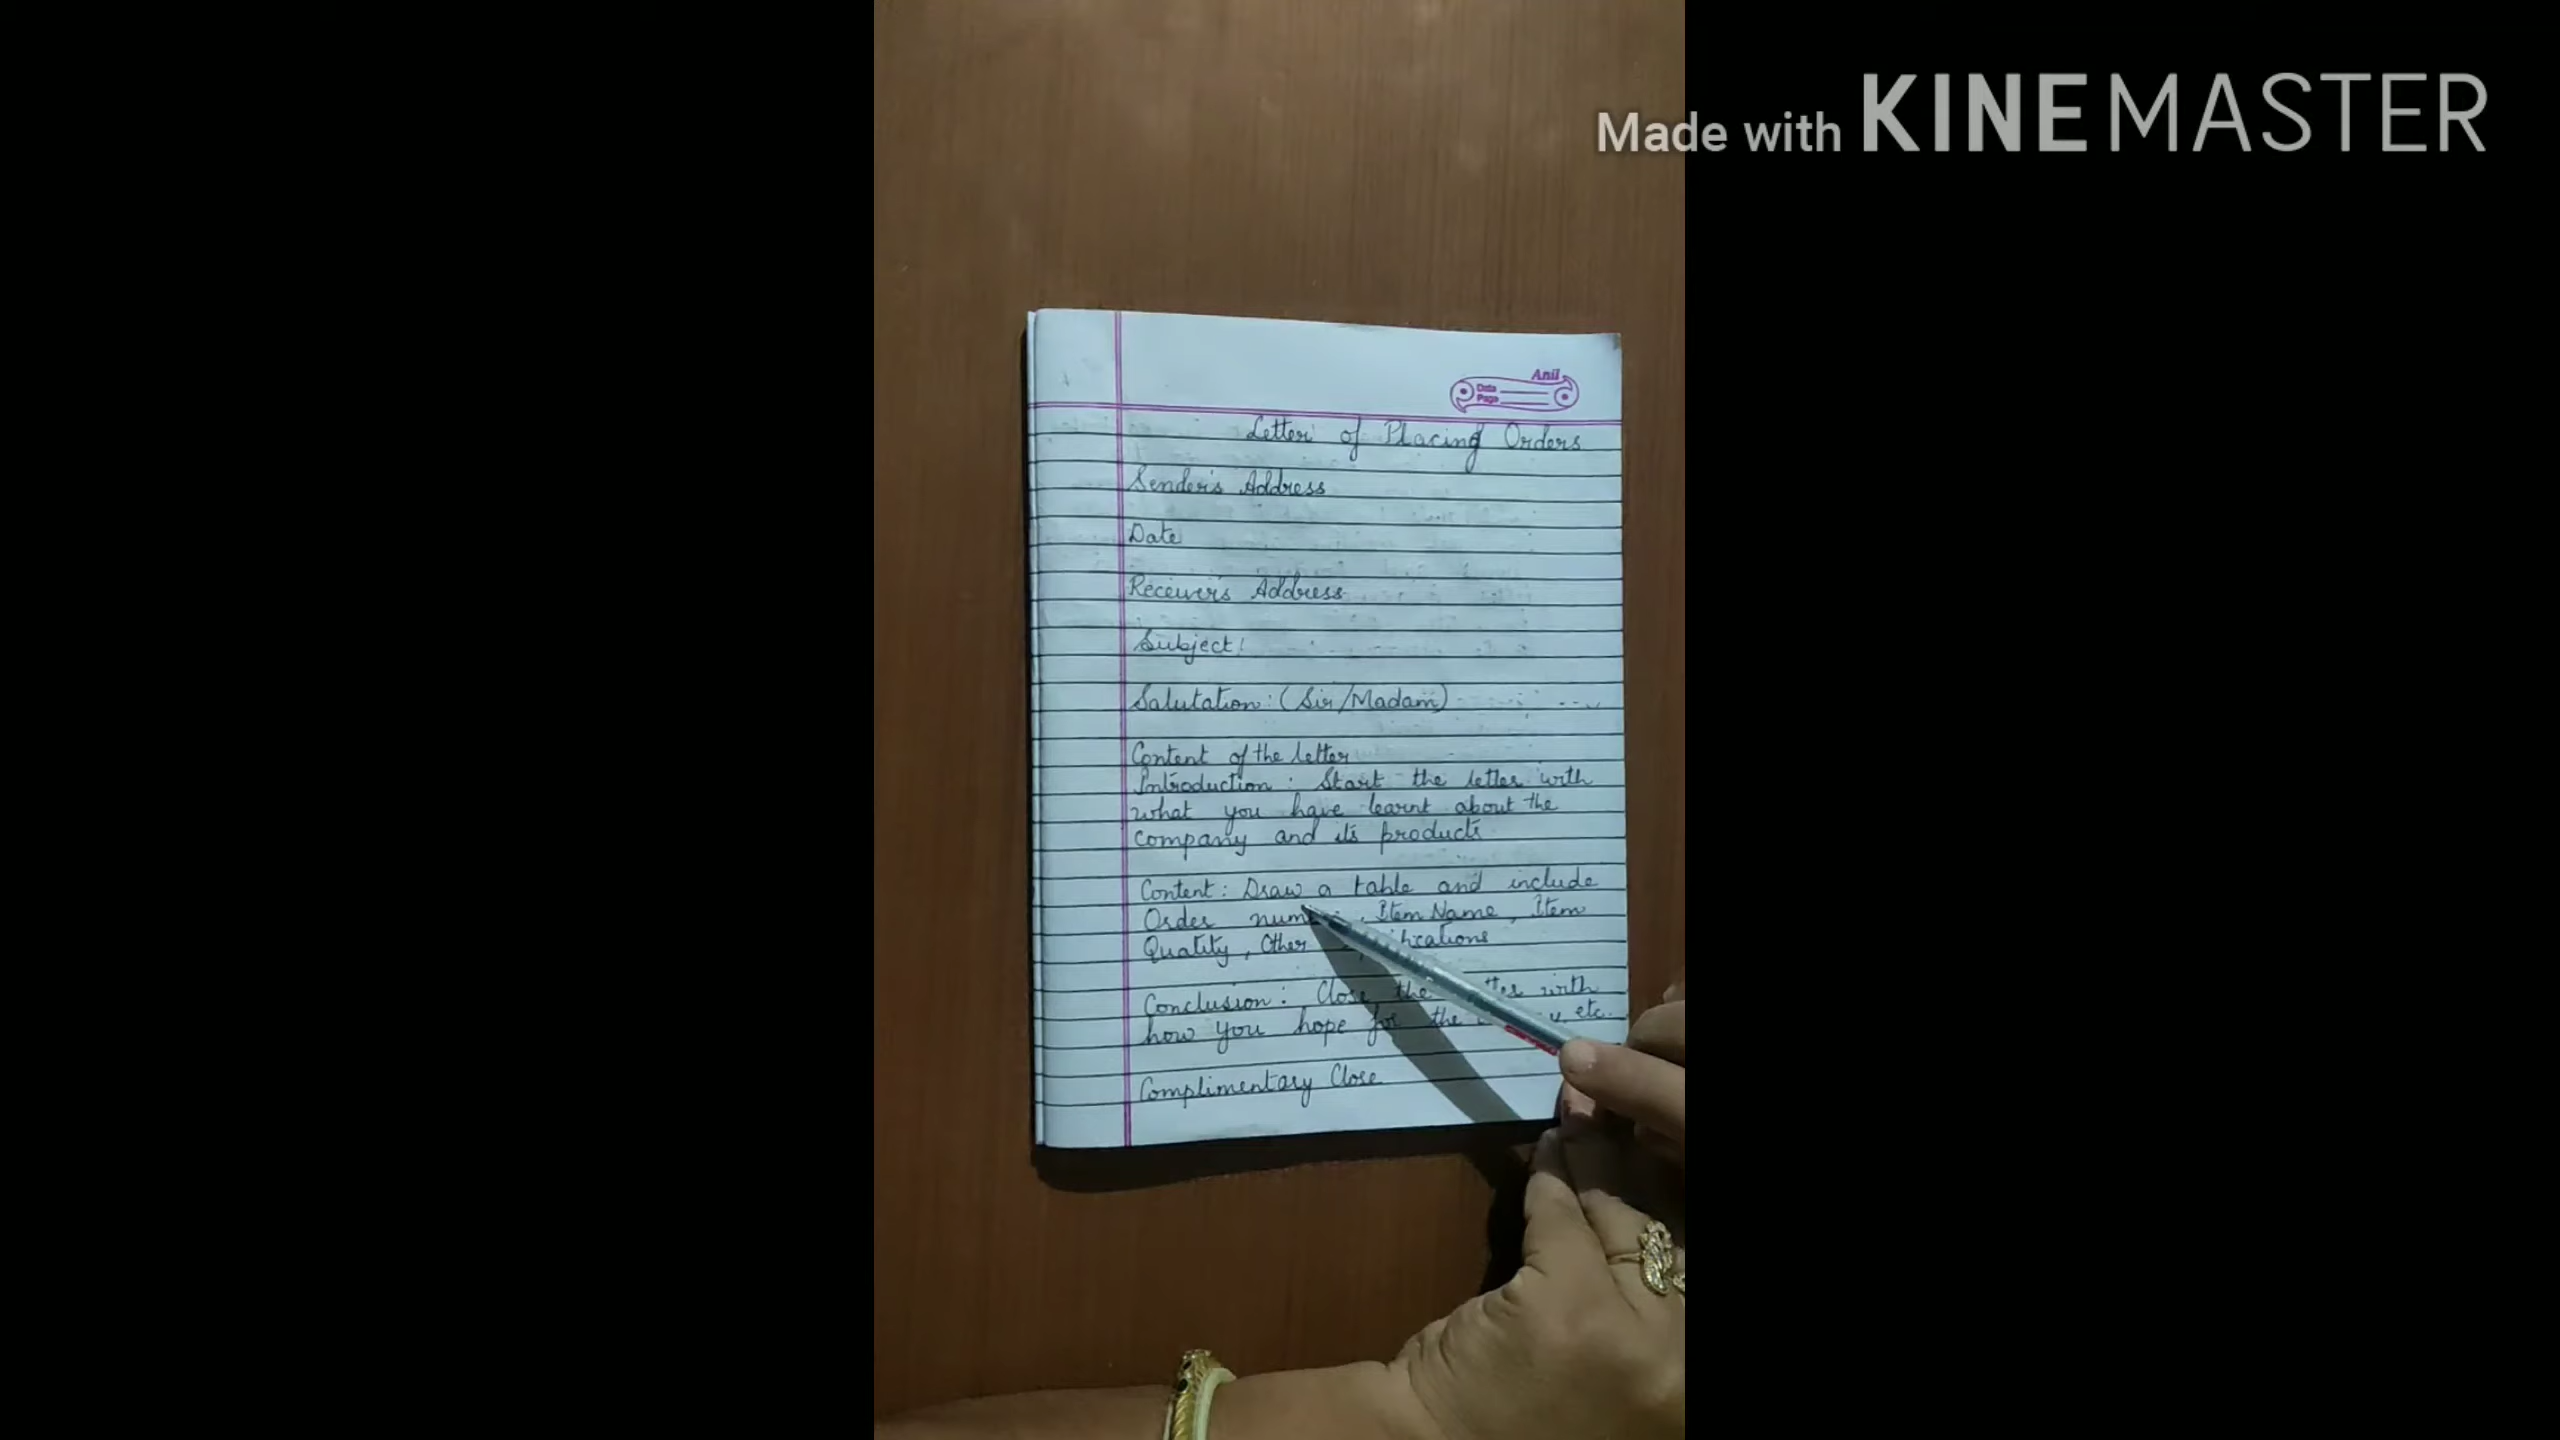 Made with KINEMASTER
Anil
Date
Page
Letter of Placing Orders
Sender's Address
Date
Receiver's Address
Subject:
Salutation: (Sir/Madam)
Content of the letter
Introduction: Start the letter with
what you have learnt about the
company and its products
Content: Draw a table and include
Order , Item Name, Item
Quatity, Other
Conclusion: Close the with
how you hope for the etc.
Complimentary Close